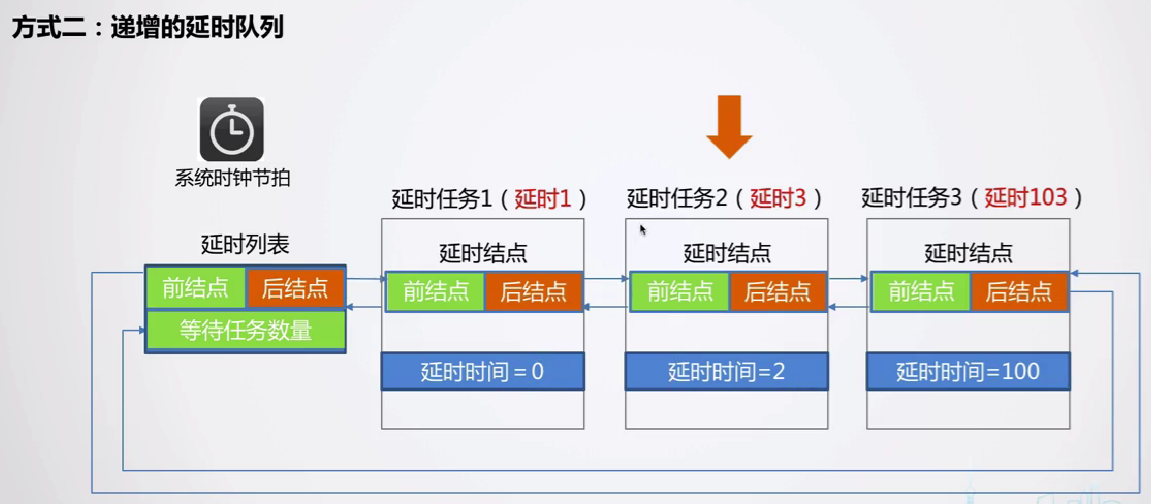 方式二：递增的延时队列
系统时钟节拍
延时列表
前结点 后结点
等待任务数量
延时任务1（延时1）
延时结点
前结点 后结点
延时时间＝0
延时任务2（延时3）
延时结点
前结点 后结点
延时时间=2
延时任务3（延时103）
延时结点
前结点 后结点
延时时间=100